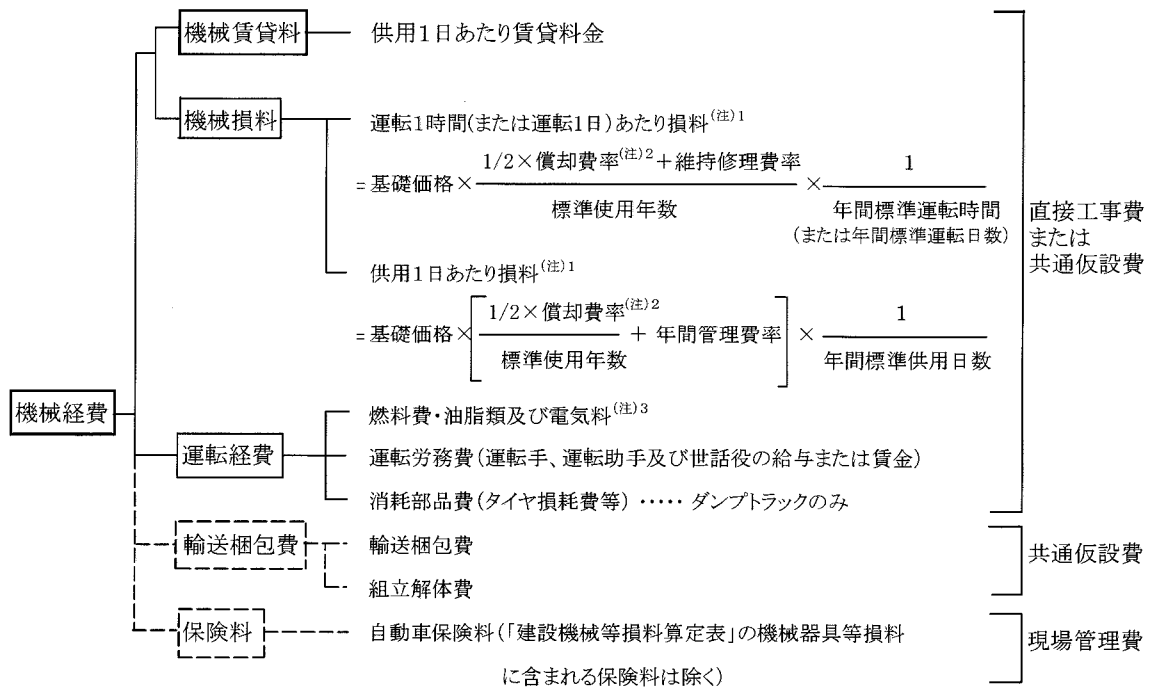 機械賃貸料 供用1日あたり賃貸料金
機械損料 運転1時間(または運転1日)あたり損料(注)1
=基礎価格× 1/2×償却費率(注)2+維持修理費率 × 1
標準使用年数 年間標準運転時間
(または年間標準運転日数)
直接工事費
または
共通仮設費
供用1日あたり損料(注)1
=基礎価格×[ 1/2×償却費率(注)2 + 年間管理費率 ] × 1
標準使用年数 年間標準供用日数
機械経費
燃料費・油脂類及び電気料(注)3
運転経費 運転労務費(運転手、運転助手及び世話役の給与または賃金)
消耗部品費(タイヤ損耗費等) ‥‥‥ ダンプトラックのみ
輸送梱包費 輸送梱包費
組立解体費
共通仮設費
保険料 自動車保険料(「建設機械等損料算定表」の機械器具等損料
に含まれる保険料は除く)
現場管理費